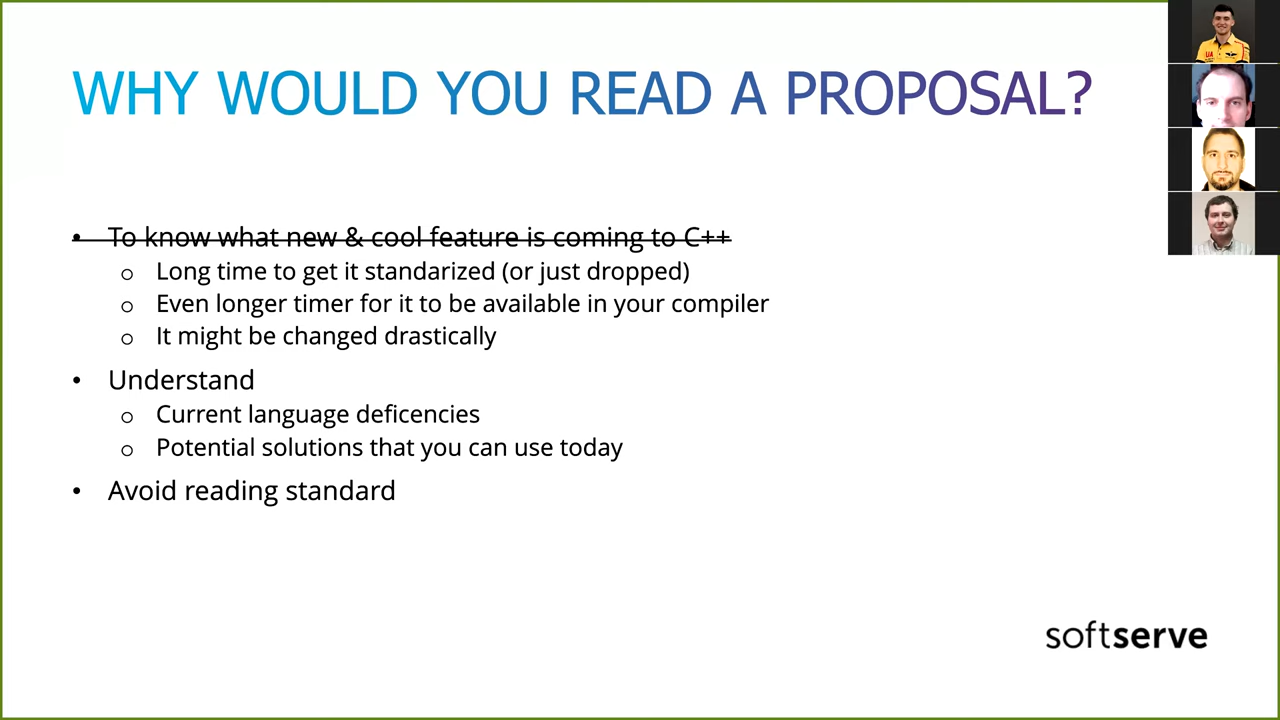 WHY WOULD YOU READ A PROPOSAL?
• To know what new & cool feature is coming to C++
o Long time to get it standarized (or just dropped)
o Even longer timer for it to be available in your compiler
o It might be changed drastically
• Understand
o Current language deficencies
o Potential solutions that you can use today
• Avoid reading standard
softserve
UA